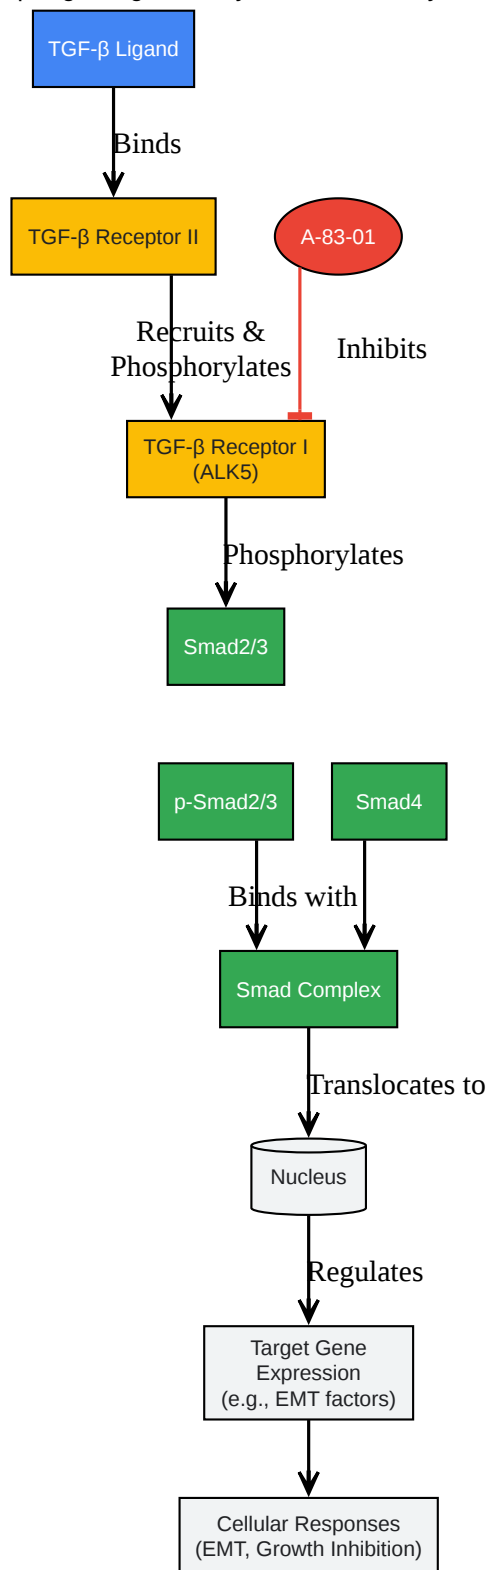 TGF-β Ligand
Binds
TGF-β Receptor II
A-83-01
Recruits &
Phosphorylates
Inhibits
TGF-β Receptor I
(ALK5)
Phosphorylates
Smad2/3
p-Smad2/3
Smad4
Binds with
Smad Complex
Translocates to
Nucleus
Regulates
Target Gene
Expression
(e.g., EMT factors)
Cellular Responses
(EMT, Growth Inhibition)